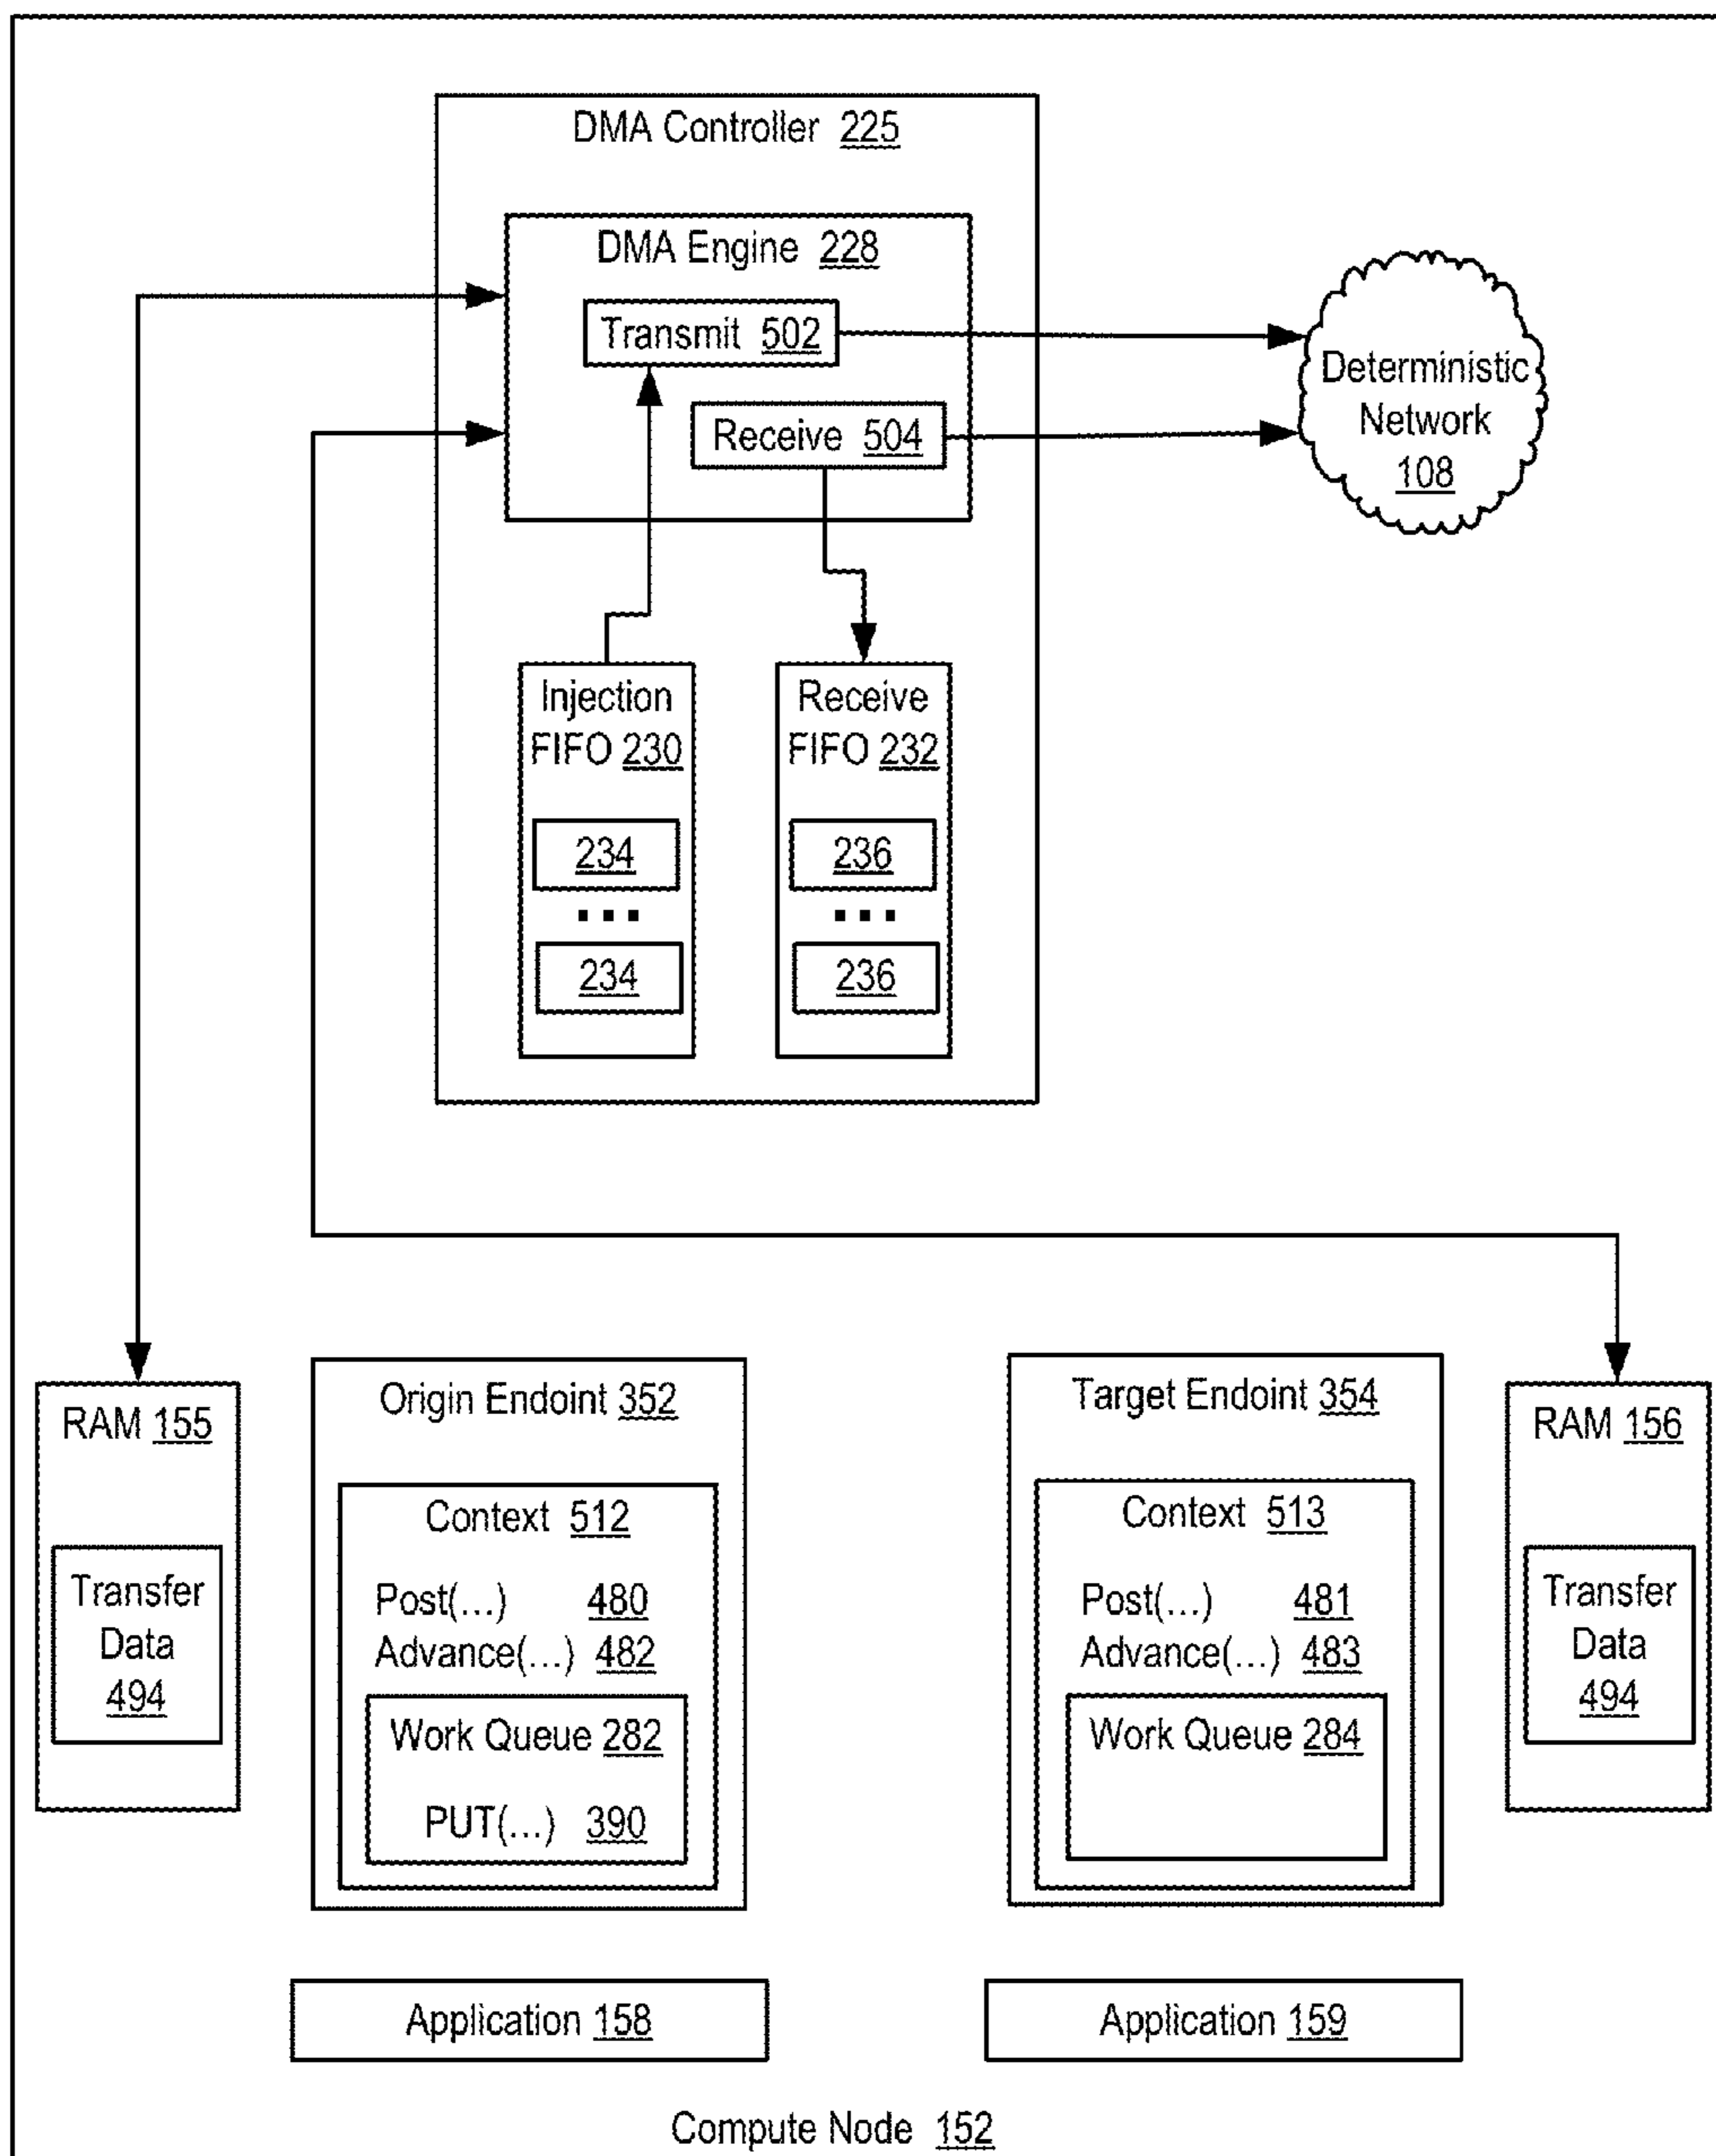 DMA Controller 225
DMA Engine 228
Transmit 502
Receive 504
Deterministic
Network
108
Injection
FIFO 230
234
...
234
Receive
FIFO 232
236
...
236
RAM 155
Transfer
Data
494
Origin Endoint 352
Context 512
Post(...) 480
Advance(...) 482
Work Queue 282
PUT(...) 390
Target Endoint 354
Context 513
Post(...) 481
Advance(...) 483
Work Queue 284
RAM 156
Transfer
Data
494
Application 158
Application 159
Compute Node 152